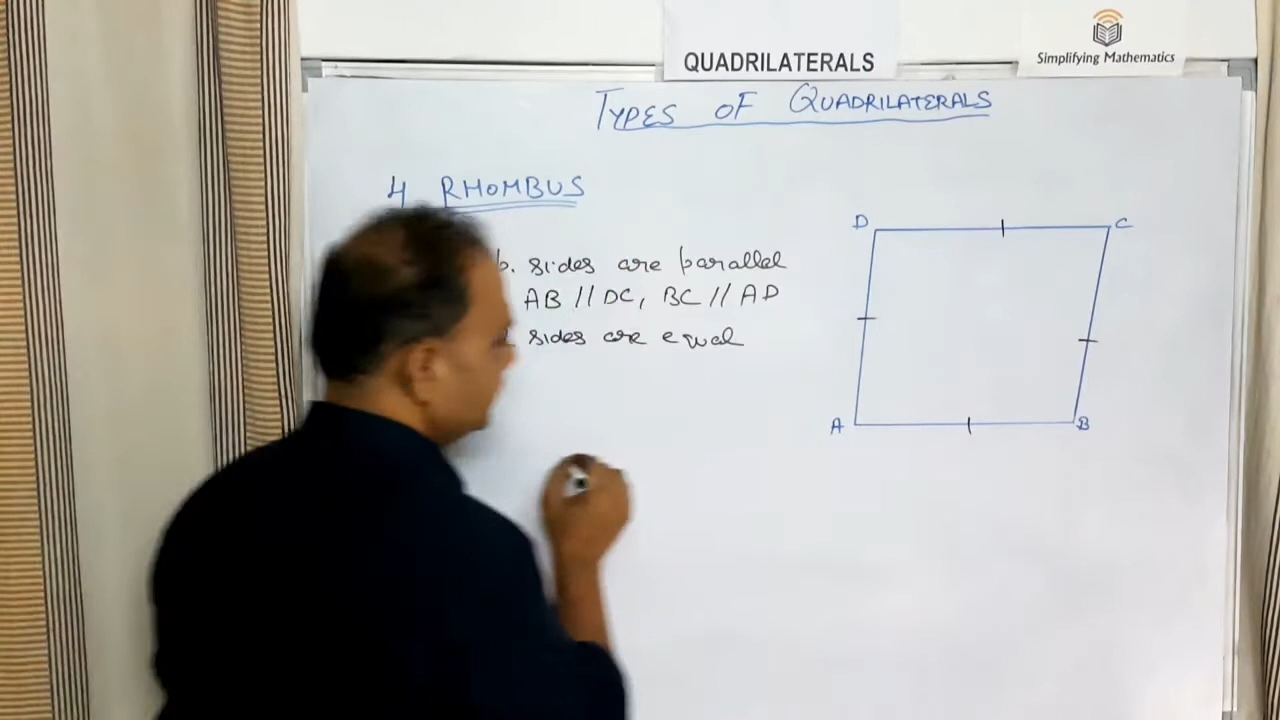 QUADRILATERALS
Simplifying Mathematics
TYPES OF QUADRILATERALS
4 RHOMBUS
sides are parallel
AB // DC, BC // AD
sides are equal
D
C
A
B